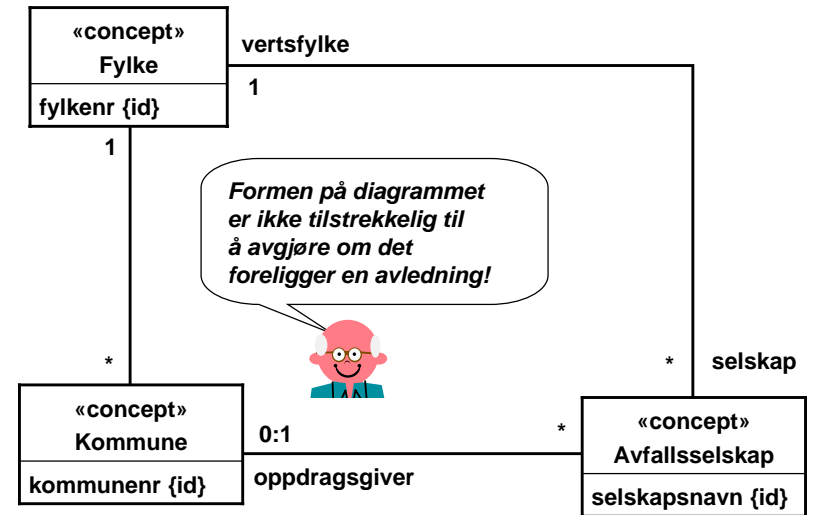 «concept»
Fylke
fylkenr {id}
vertsfylke
1
1
Formen på diagrammet
er ikke tilstrekkelig til
å avgjøre om det
foreligger en avledning!
*
* selskap
«concept»
Kommune
kommunenr {id}
0:1
*
oppdragsgiver
«concept»
Avfallsselskap
selskapsnavn {id}